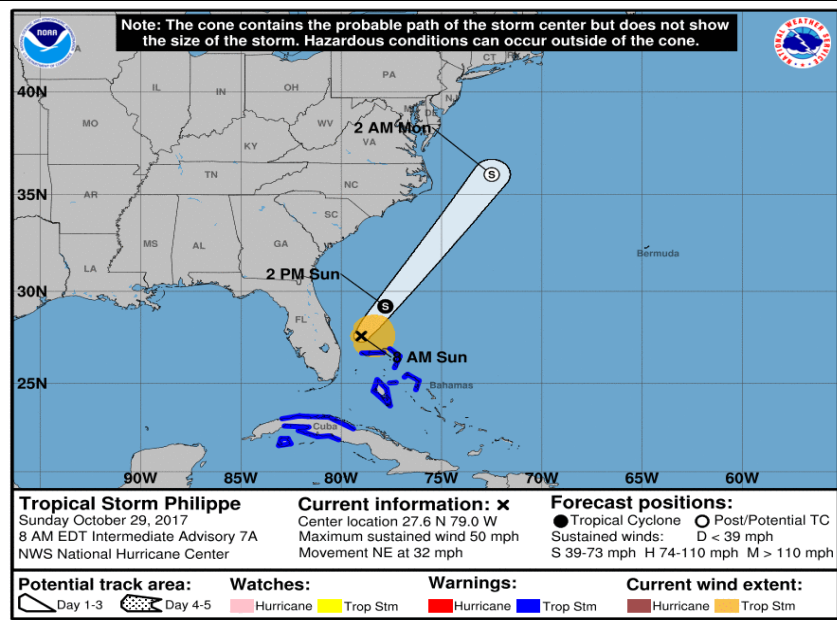 Note: The cone contains the probable path of the storm center but does not show
the size of the storm. Hazardous conditions can occur outside of the cone.
NOAA
NATIONAL WEATHER SERVICE
40N
35N
30N
25N
PA
CT
NJ
OH
IN
IL
DE
WV
VA
MO
KY
2 AM Mon
S
TN
NC
AR
SC
MS
AL
GA
LA
Bermuda
2 PM Sun
S
FL
8 AM Sun
Bahamas
Cuba
90W
85W
80W
75W
70W
65W
60W
Tropical Storm Philippe
Sunday October 29, 2017
8 AM EDT Intermediate Advisory 7A
NWS National Hurricane Center
Current information: x
Center location 27.6 N 79.0 W
Maximum sustained wind 50 mph
Movement NE at 32 mph
Forecast positions:
Tropical Cyclone Post/Potential TC
Sustained winds: D < 39 mph
S 39-73 mph H 74-110 mph M > 110 mph
Potential track area:
Day 1-3 Day 4-5
Watches:
Hurricane Trop Stm
Warnings:
Hurricane Trop Stm
Current wind extent:
Hurricane Trop Stm